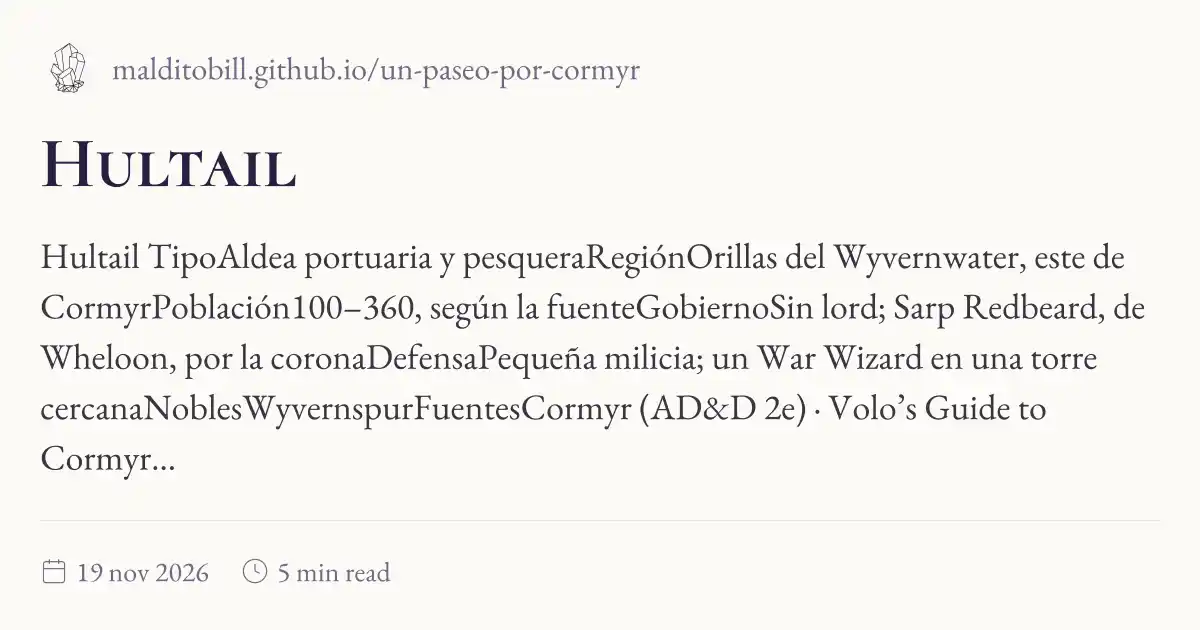 malditobill.github.io/un-paseo-por-cormyr
Hultail
Hultail TipoAldea portuaria y pesqueraRegiónOrillas del Wyvernwater, este de
CormyrPoblación100–360, según la fuenteGobiernoSin lord; Sarp Redbeard, de
Wheloon, por la coronaDefensaPequeña milicia; un War Wizard en una torre
cercanaNoblesWyvernspurFuentesCormyr (AD&D 2e) · Volo’s Guide to
Cormyr...
19 nov 2026 5 min read